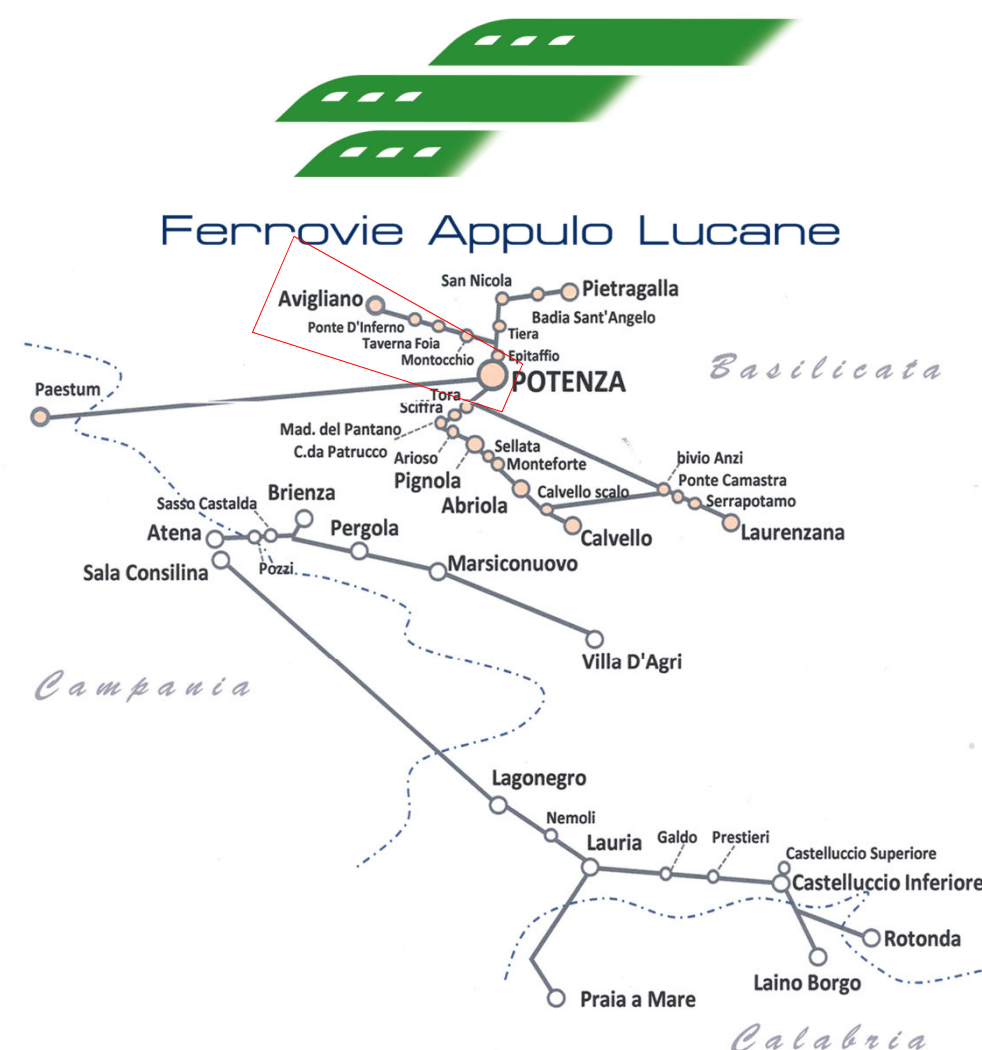 Ferrovie Appulo Lucane
San Nicola
Pietragalla
Avigliano
Badia Sant'Angelo
Ponte D'Inferno
Tiera
Taverna Foia
Montocchio
Epitaffio
Basilicata
POTENZA
Paestum
Tora
Sciffra
Mad. del Pantano
C.da Patrucco
Arioso
Sellata
Monteforte
bivio Anzi
Pignola
Ponte Camastra
Brienza
Calvello scalo
Serrapotamo
Sasso Castalda
Abriola
Atena
Pergola
Calvello
Laurenzana
Sala Consilina
Pozzi
Marsiconuovo
Villa D'Agri
Campania
Lagonegro
Nemoli
Lauria
Galdo
Prestieri
Castelluccio Superiore
Castelluccio Inferiore
Rotonda
Laino Borgo
Praia a Mare
Calabria